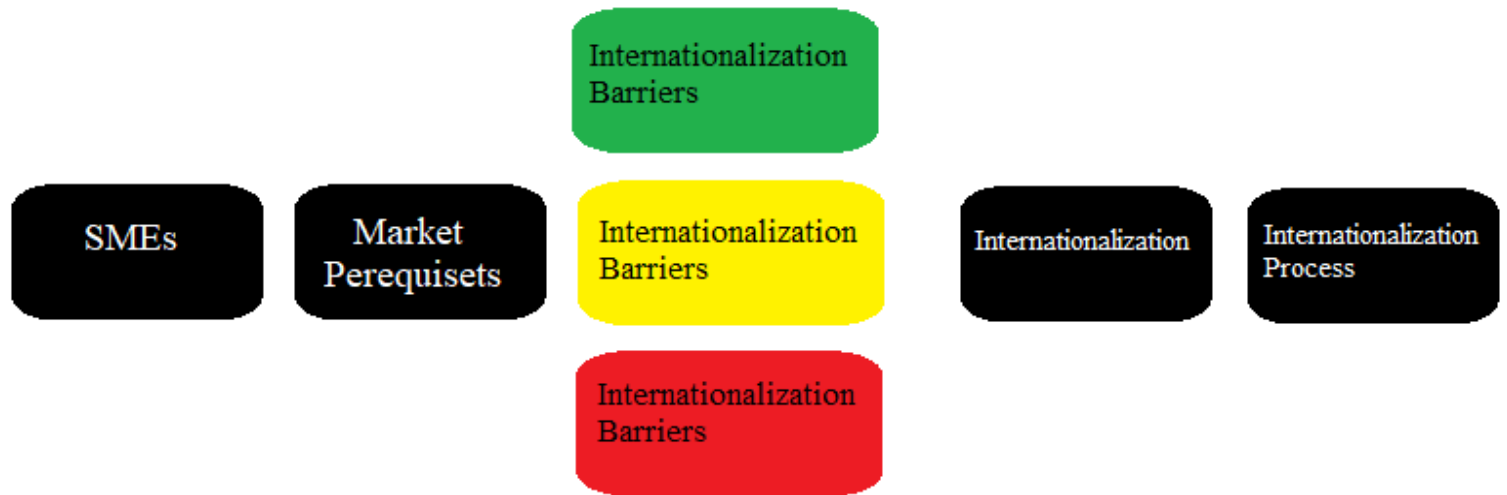 SMEs
Market
Perequisets
Internationalization
Barriers
Internationalization
Barriers
Internationalization
Barriers
Internationalization
Internationalization
Process